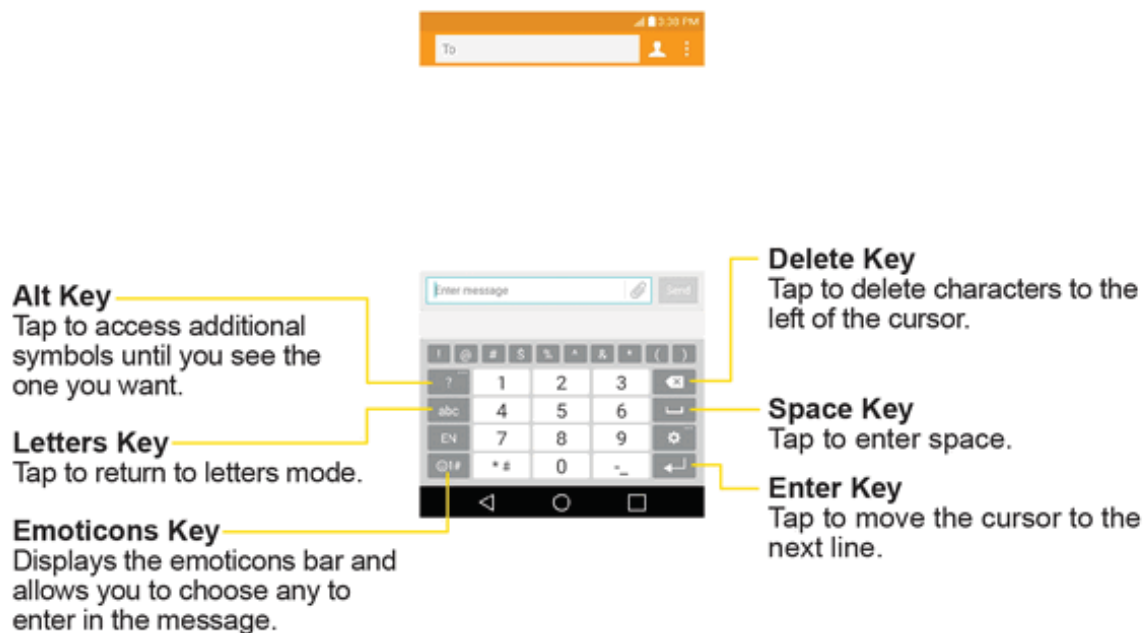 3:38 PM
To
Enter message
Send
! @ # $ % ^ & * ( )
? 1 2 3
abc 4 5 6
EN 7 8 9
☺!# * # 0 -_
Alt Key
Tap to access additional
symbols until you see the
one you want.
Letters Key
Tap to return to letters mode.
Emoticons Key
Displays the emoticons bar and
allows you to choose any to
enter in the message.
Delete Key
Tap to delete characters to the
left of the cursor.
Space Key
Tap to enter space.
Enter Key
Tap to move the cursor to the
next line.